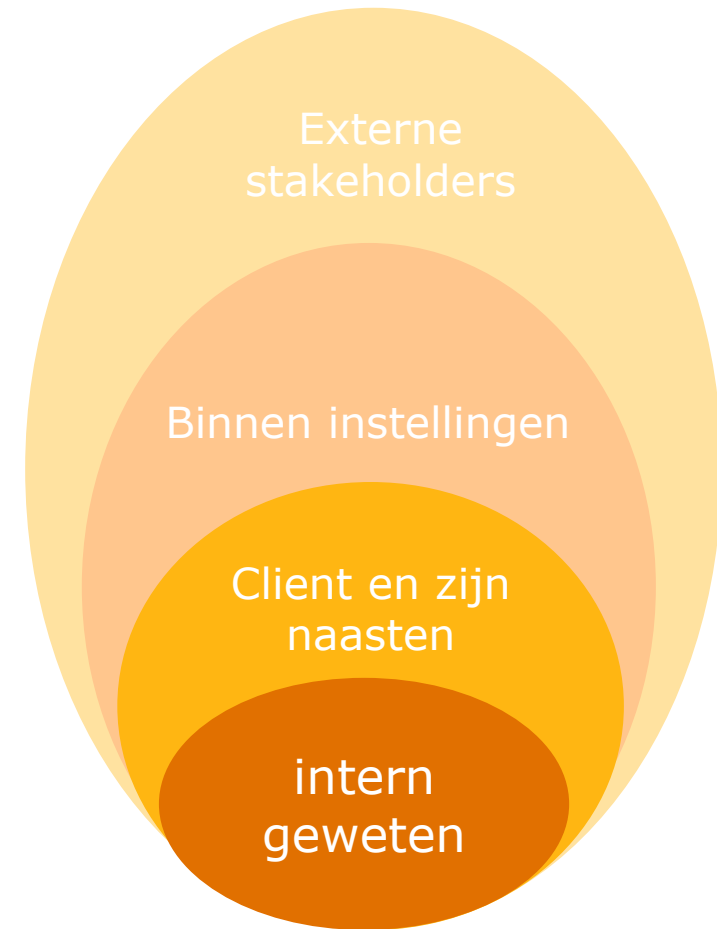 Externe
stakeholders
Binnen instellingen
Client en zijn
naasten
intern
geweten